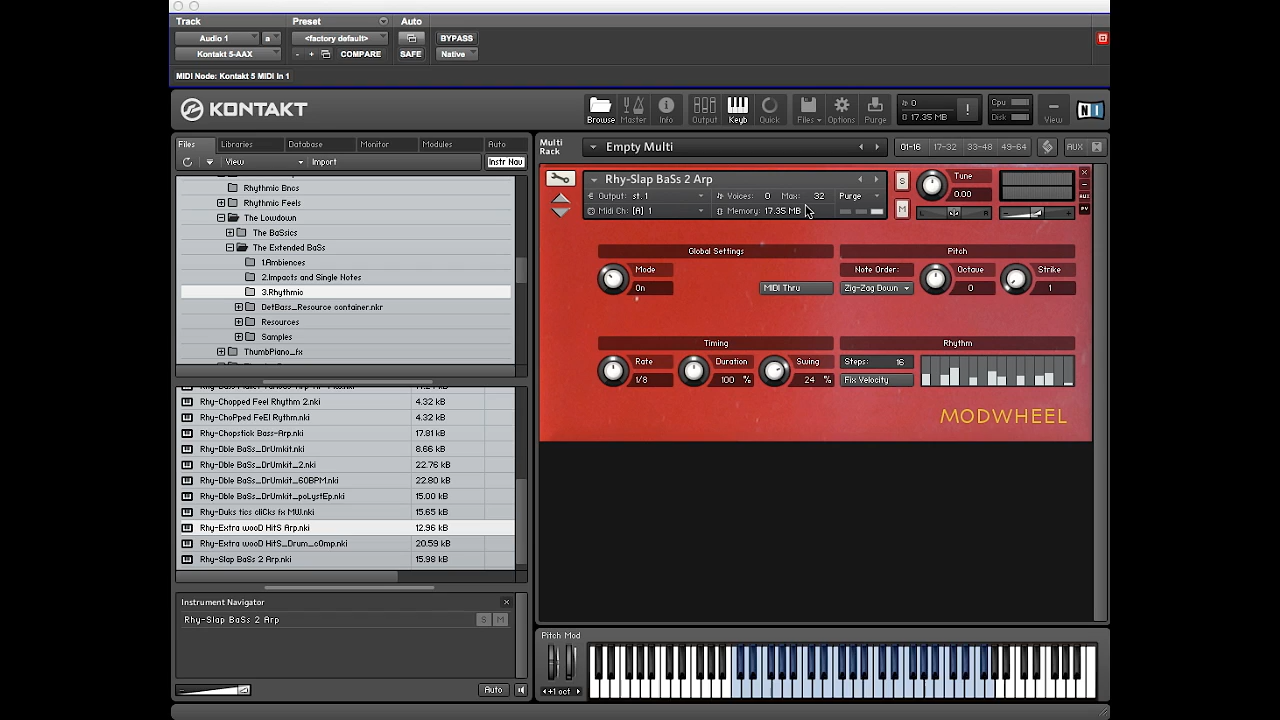 Track Preset Auto
Audio 1 a <factory default> BYPASS
Kontakt 5-AAX - + COMPARE SAFE Native
MIDI Node: Kontakt 5 MIDI In 1
KONTAKT
Browse Master Info Output Keyb Quick Files Options Purge
0
17.35 MB
!
Cpu
Disk
View
NI
Files Libraries Database Monitor Modules Auto
View Import Instr Nav
Rhythmic Bncs
Rhythmic Feels
The Lowdown
The BaSsics
The Extended BaSs
1.Ambiences
2.Impacts and Single Notes
3.Rhythmic
DetBass_Resource container.nkr
Resources
Samples
ThumbPiano_fx
Rhy-Chopped Feel Rhythm 2.nki 4.32 kB
Rhy-ChoPped FeEl Rythm.nki 4.32 kB
Rhy-Chopstick Bass-Arp.nki 17.81 kB
Rhy-Dble BaSs_DrUmkit.nki 8.66 kB
Rhy-Dble BaSs_DrUmkit_2.nki 22.76 kB
Rhy-Dble BaSs_DrUmkit_60BPM.nki 22.80 kB
Rhy-Dble BaSs_DrUmkit_poLystEp.nki 15.00 kB
Rhy-Duks tics cliCks fx MW.nki 15.65 kB
Rhy-Extra wooD HitS Arp.nki 12.96 kB
Rhy-Extra wooD HitS_Drum_cOmp.nki 20.59 kB
Rhy-Slap BaSs 2 Arp.nki 15.98 kB
Instrument Navigator
Rhy-Slap BaSs 2 Arp S M
Auto
Multi
Rack
Empty Multi
01-16 17-32 33-48 49-64 AUX
Rhy-Slap BaSs 2 Arp
Output: st. 1 Voices: 0 Max: 32 Purge
Midi Ch: [A] 1 Memory: 17.35 MB
S
M
Tune
0.00
L R
AUX
PV
Global Settings Pitch
Mode
On
MIDI Thru
Note Order:
Zig-Zag Down
Octave
0
Strike
1
Timing Rhythm
Rate
1/8
Duration
100 %
Swing
24 %
Steps: 16
Fix Velocity
MODWHEEL
Pitch Mod
+1 oct